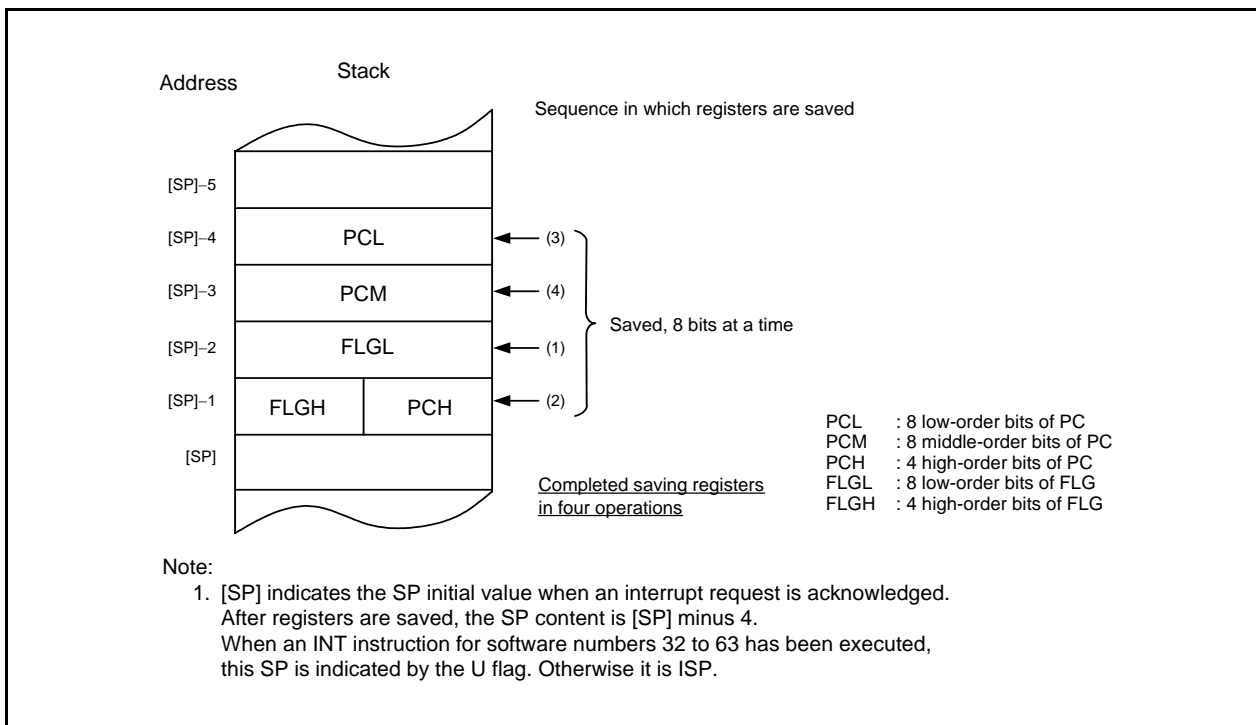 Address
Stack
Sequence in which registers are saved
[SP]−5
[SP]−4
PCL
(3)
[SP]−3
PCM
(4)
Saved, 8 bits at a time
[SP]−2
FLGL
(1)
[SP]−1
FLGH
PCH
(2)
[SP]
Completed saving registers
in four operations
PCL : 8 low-order bits of PC
PCM : 8 middle-order bits of PC
PCH : 4 high-order bits of PC
FLGL : 8 low-order bits of FLG
FLGH : 4 high-order bits of FLG
Note:
1. [SP] indicates the SP initial value when an interrupt request is acknowledged.
After registers are saved, the SP content is [SP] minus 4.
When an INT instruction for software numbers 32 to 63 has been executed,
this SP is indicated by the U flag. Otherwise it is ISP.